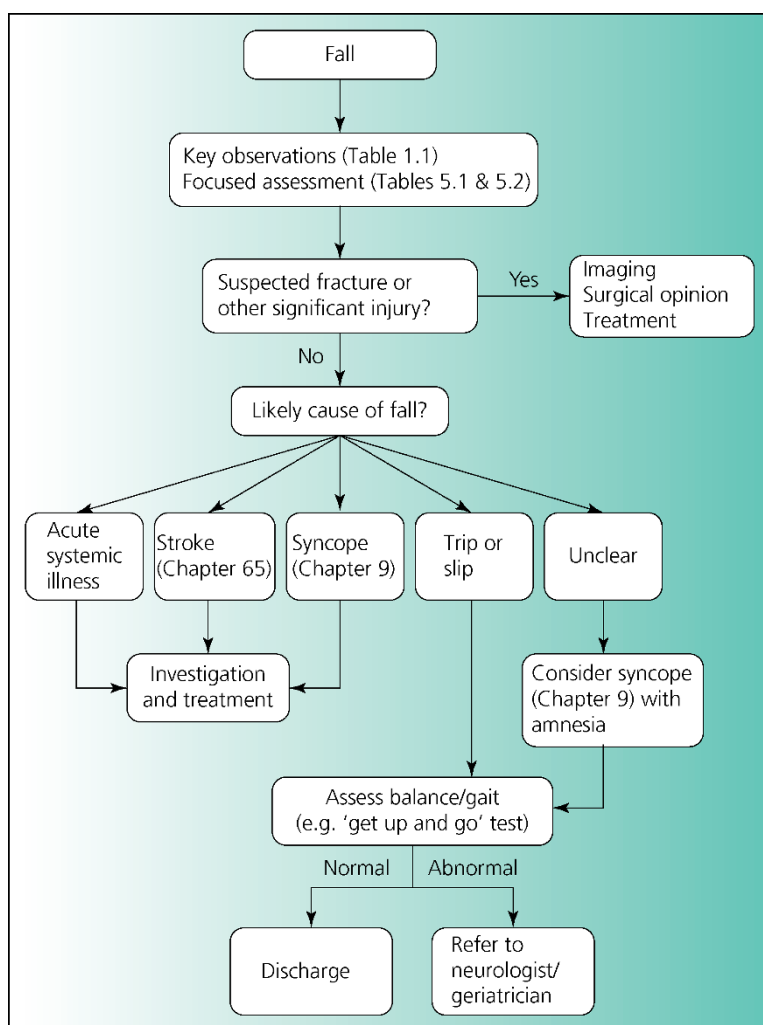 Fall
Key observations (Table 1.1)
Focused assessment (Tables 5.1 & 5.2)
Suspected fracture or
other significant injury?
Yes
Imaging
Surgical opinion
Treatment
No
Likely cause of fall?
Acute
systemic
illness
Stroke
(Chapter 65)
Syncope
(Chapter 9)
Trip or
slip
Unclear
Investigation
and treatment
Consider syncope
(Chapter 9) with
amnesia
Assess balance/gait
(e.g. ‘get up and go’ test)
Normal
Abnormal
Discharge
Refer to
neurologist/
geriatrician